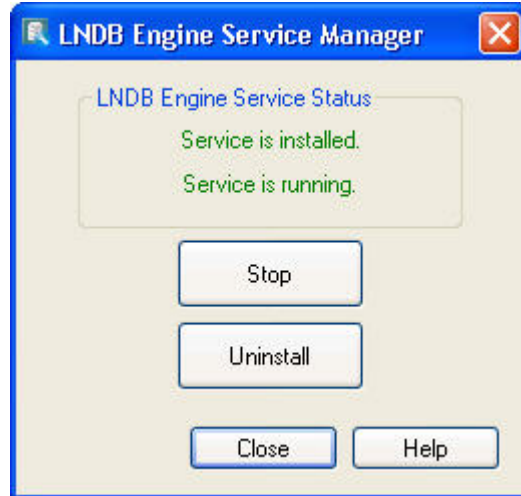 LNDB Engine Service Manager
LNDB Engine Service Status
Service is installed.
Service is running.
Stop
Uninstall
Close
Help